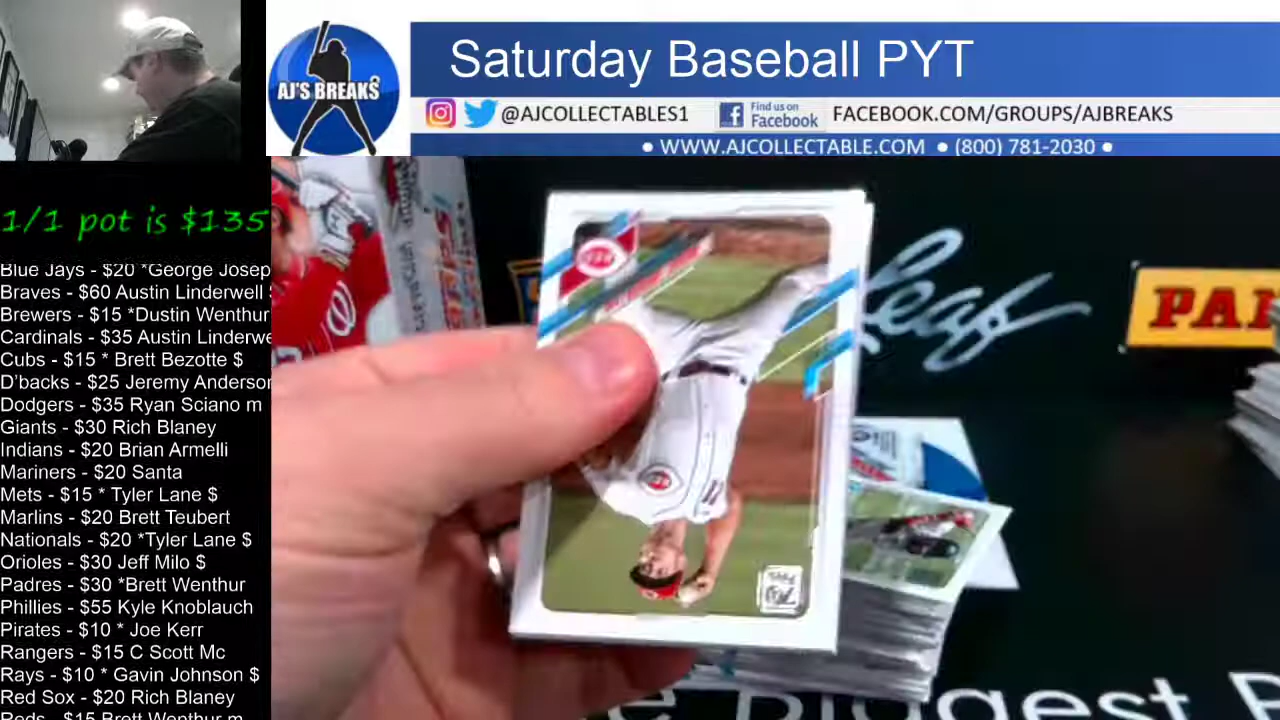 Saturday Baseball PYT
AJ'S BREAKS
@AJCOLLECTABLES1
Find us on
Facebook
FACEBOOK.COM/GROUPS/AJBREAKS
• WWW.AJCOLLECTABLE.COM • (800) 781-2030 •
1/1 pot is $135
Blue Jays - $20 *George Josep
Braves - $60 Austin Linderwell
Brewers - $15 *Dustin Wenthur
Cardinals - $35 Austin Linderwe
Cubs - $15 * Brett Bezotte $
D'backs - $25 Jeremy Anderson
Dodgers - $35 Ryan Sciano m
Giants - $30 Rich Blaney
Indians - $20 Brian Armelli
Mariners - $20 Santa
Mets - $15 * Tyler Lane $
Marlins - $20 Brett Teubert
Nationals - $20 *Tyler Lane $
Orioles - $30 Jeff Milo $
Padres - $30 *Brett Wenthur
Phillies - $55 Kyle Knoblauch
Pirates - $10 * Joe Kerr
Rangers - $15 C Scott Mc
Rays - $10 * Gavin Johnson $
Red Sox - $20 Rich Blaney
Reds - $15 Brett Wenthur m
Leaf
PAN
e Biggest